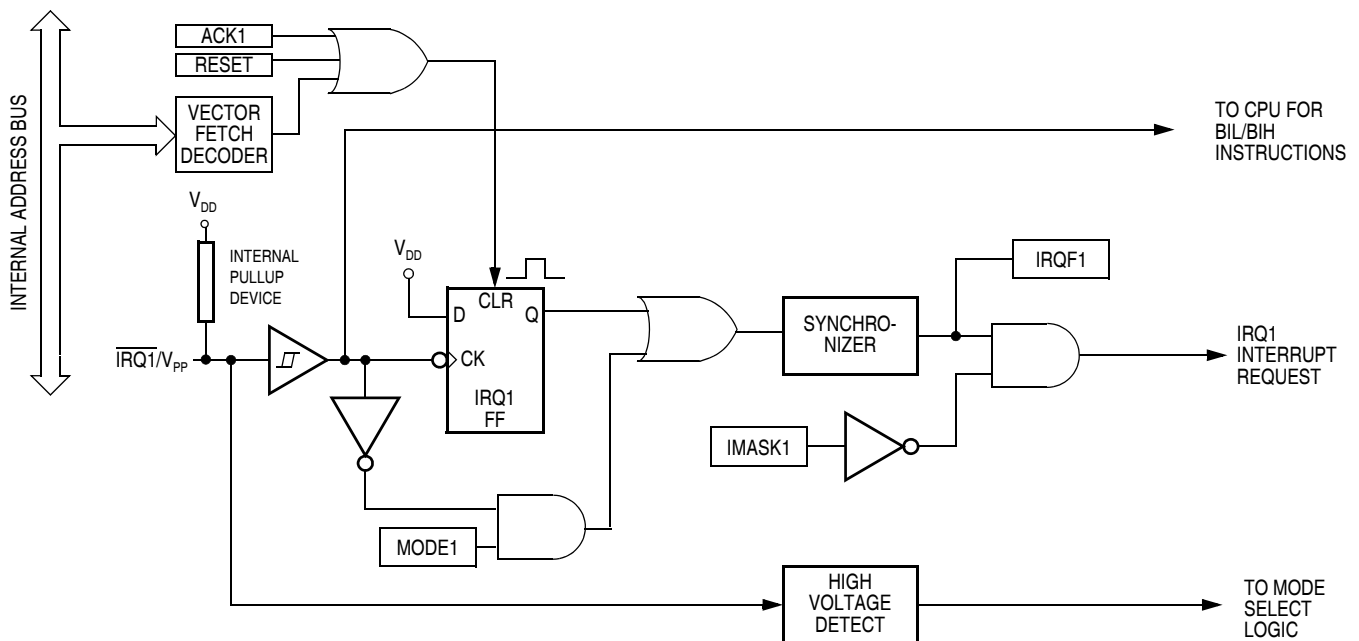 INTERNAL ADDRESS BUS
ACK1
RESET
VECTOR
FETCH
DECODER
TO CPU FOR
BIL/BIH
INSTRUCTIONS
VDD
INTERNAL
PULLUP
DEVICE
VDD
CLR
D
Q
CK
IRQ1
FF
SYNCHRO-
NIZER
IRQF1
IRQ1
INTERRUPT
REQUEST
IRQ1/VPP
IMASK1
MODE1
HIGH
VOLTAGE
DETECT
TO MODE
SELECT
LOGIC